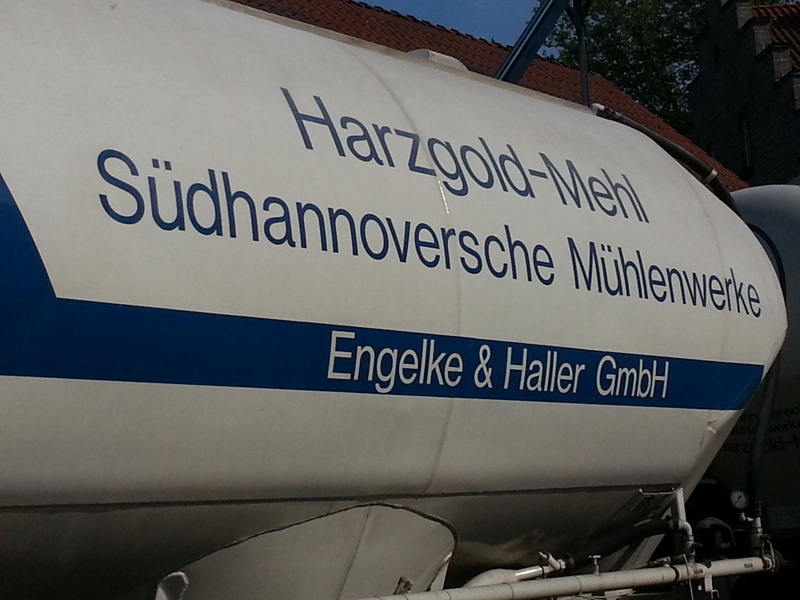 Harzgold-Mehl
Südhannoversche Mühlenwerke
Engelke & Haller GmbH